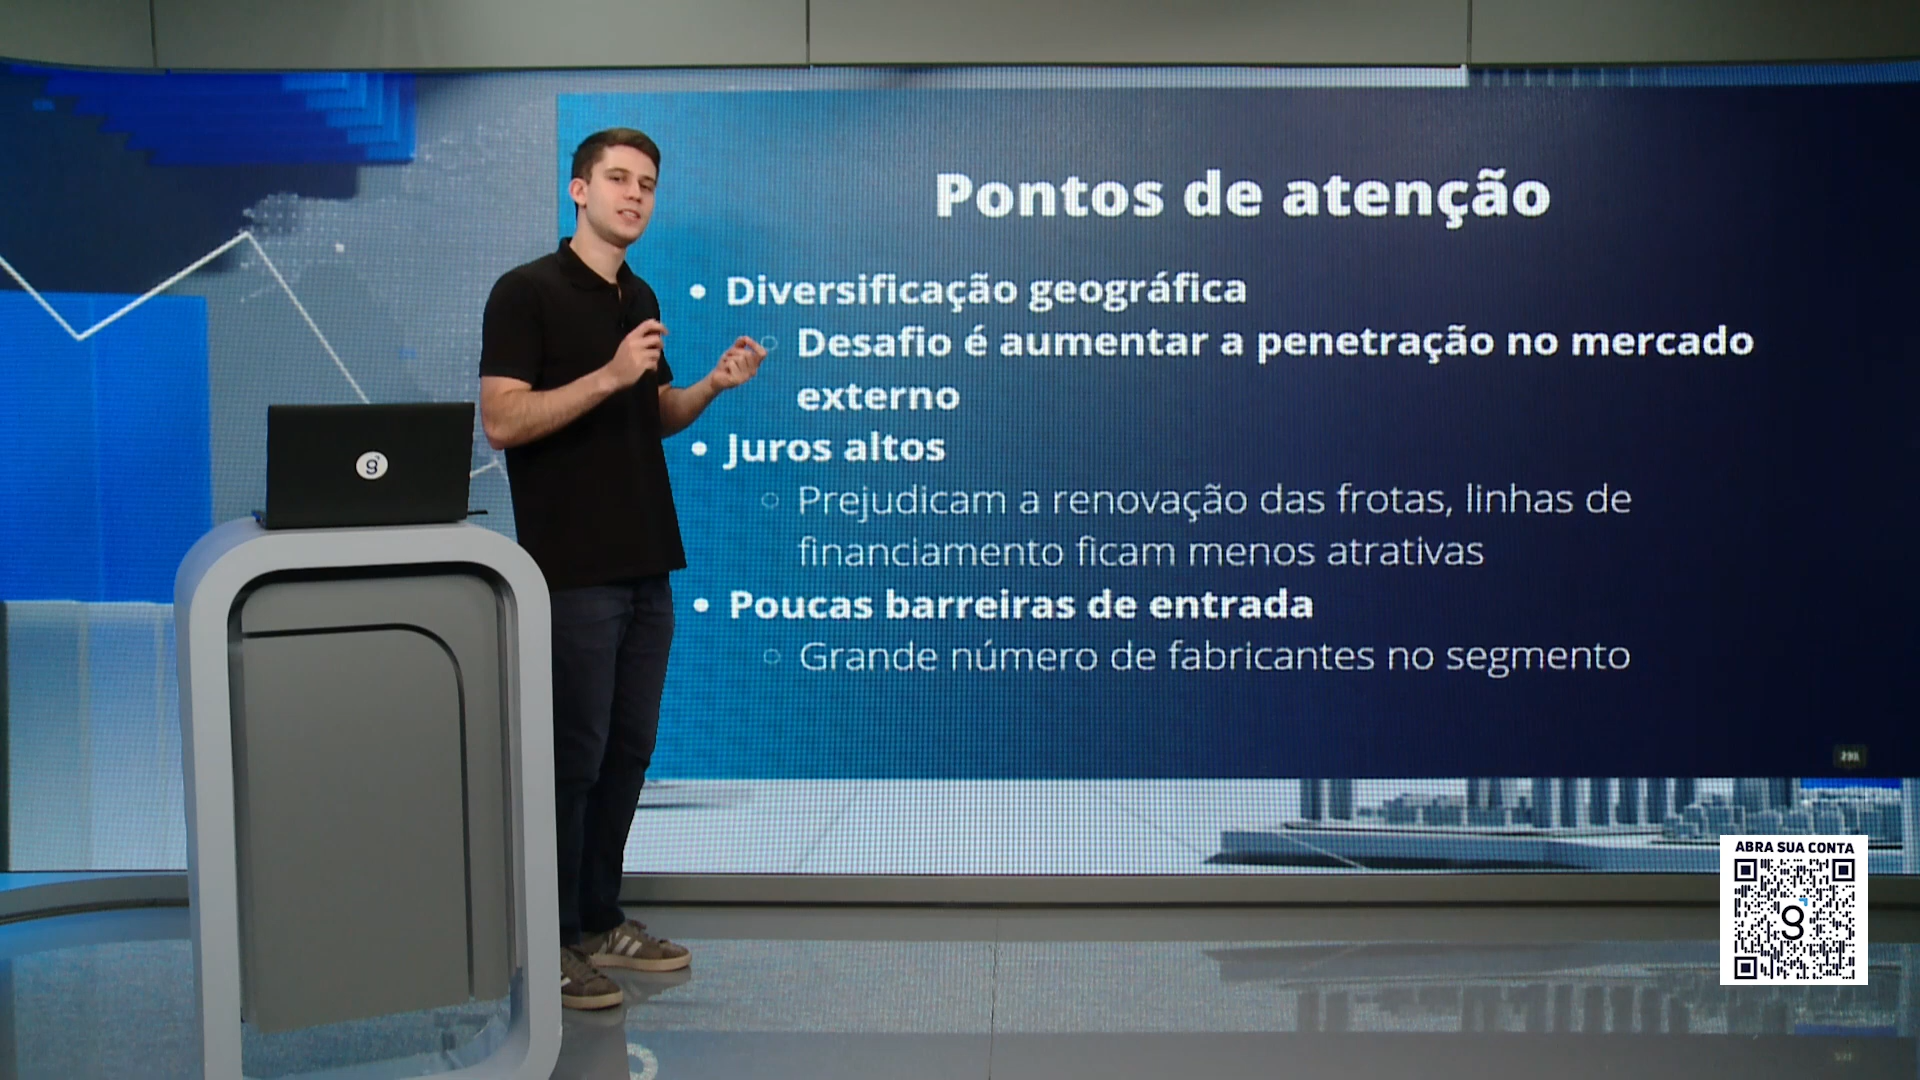 Pontos de atenção
• Diversificação geográfica
○ Desafio é aumentar a penetração no mercado
externo
• Juros altos
○ Prejudicam a renovação das frotas, linhas de
financiamento ficam menos atrativas
• Poucas barreiras de entrada
○ Grande número de fabricantes no segmento
ABRA SUA CONTA